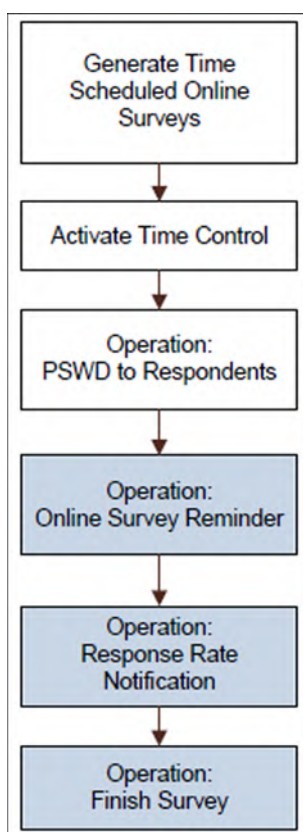 Generate Time
Scheduled Online
Surveys
Activate Time Control
Operation:
PSWD to Respondents
Operation:
Online Survey Reminder
Operation:
Response Rate
Notification
Operation:
Finish Survey